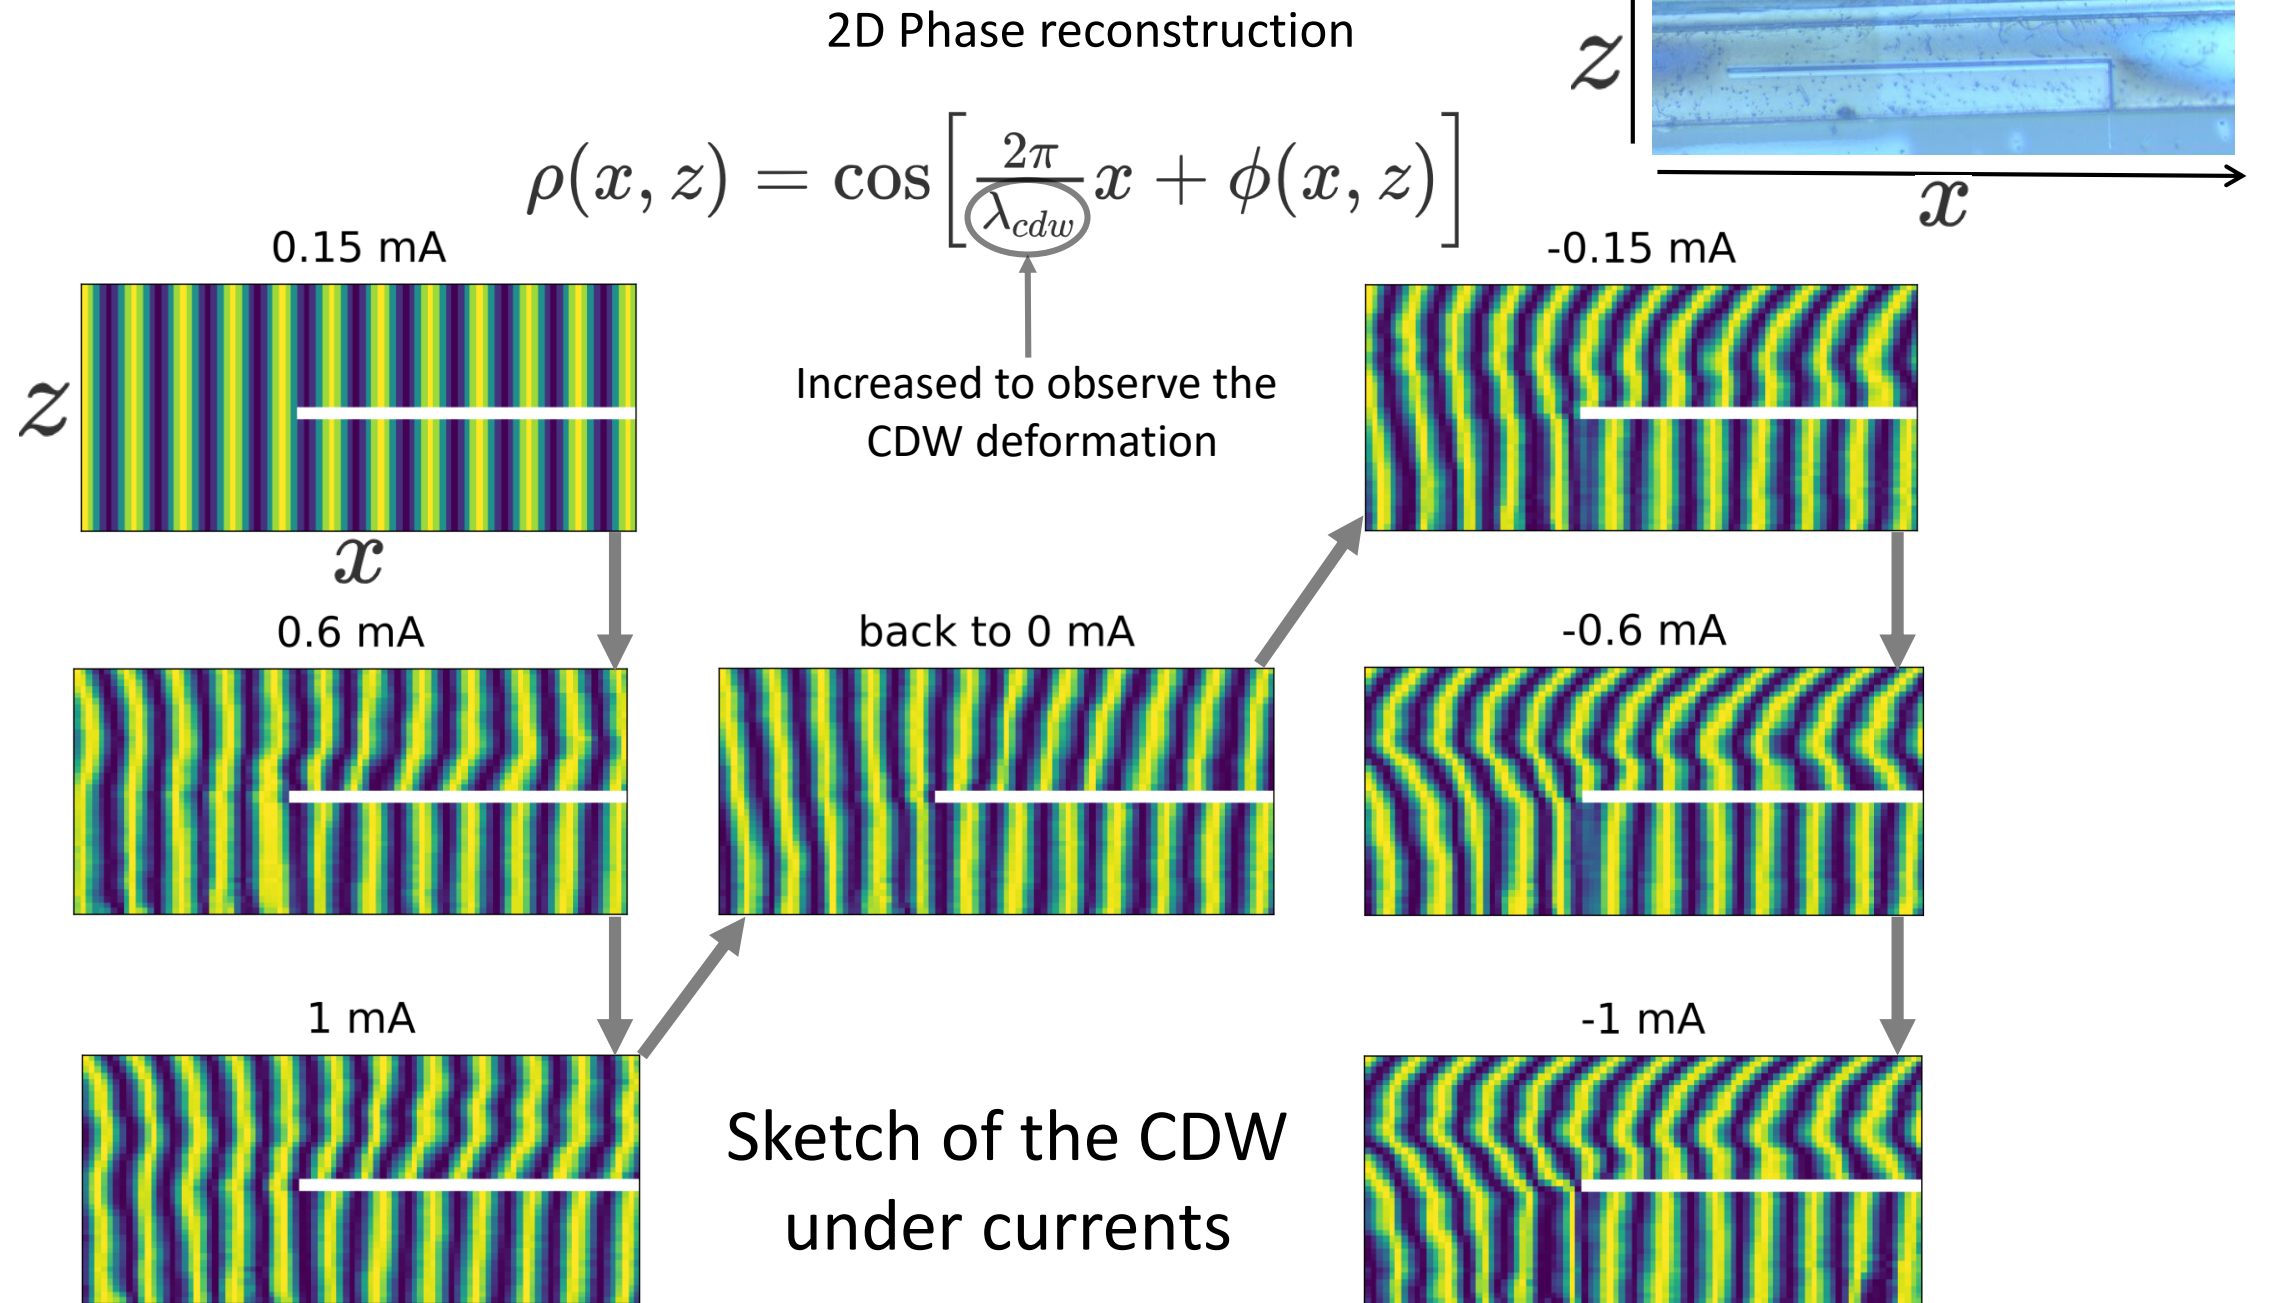 2D Phase reconstruction
z
ρ(x, z) = cos[2π/λ_cdw x + ϕ(x, z)]
x
0.15 mA
-0.15 mA
Increased to observe the
CDW deformation
z
x
0.6 mA
back to 0 mA
-0.6 mA
1 mA
-1 mA
Sketch of the CDW
under currents